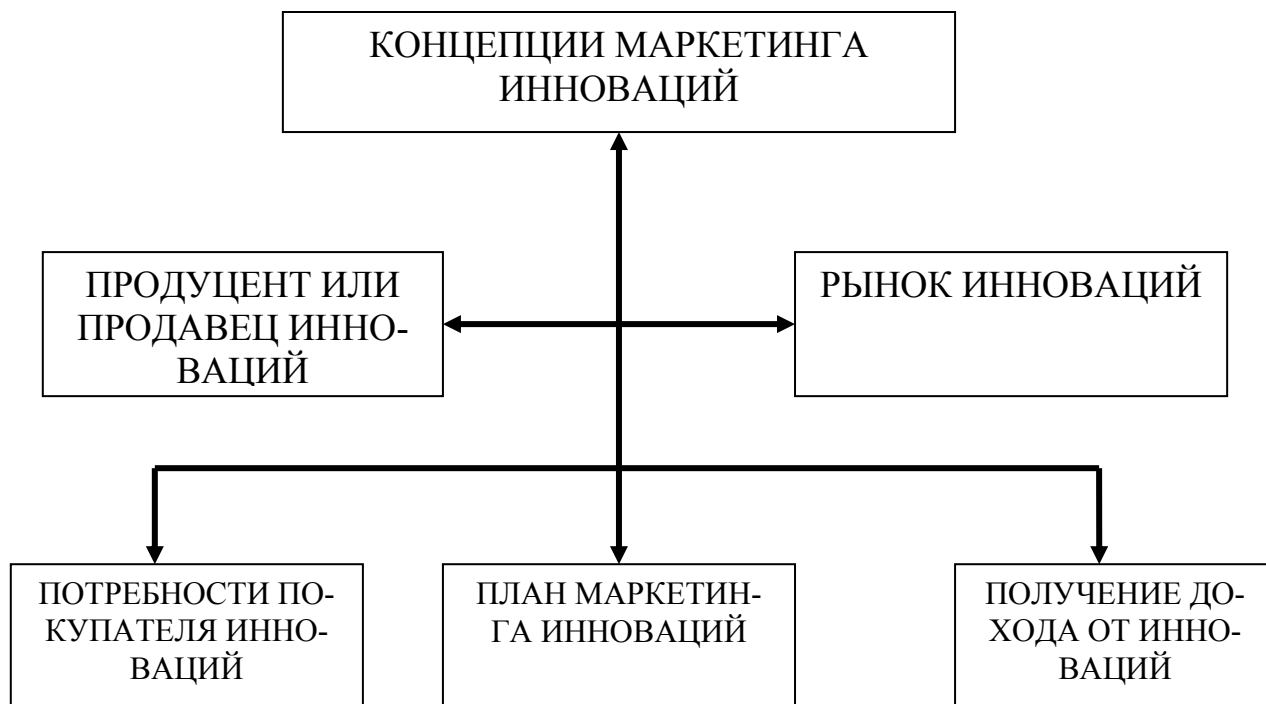 КОНЦЕПЦИИ МАРКЕТИНГА
ИННОВАЦИЙ
ПРОДУЦЕНТ ИЛИ
ПРОДАВЕЦ ИННО-
ВАЦИЙ
РЫНОК ИННОВАЦИЙ
ПОТРЕБНОСТИ ПО-
КУПАТЕЛЯ ИННО-
ВАЦИЙ
ПЛАН МАРКЕТИН-
ГА ИННОВАЦИЙ
ПОЛУЧЕНИЕ ДО-
ХОДА ОТ ИННО-
ВАЦИЙ